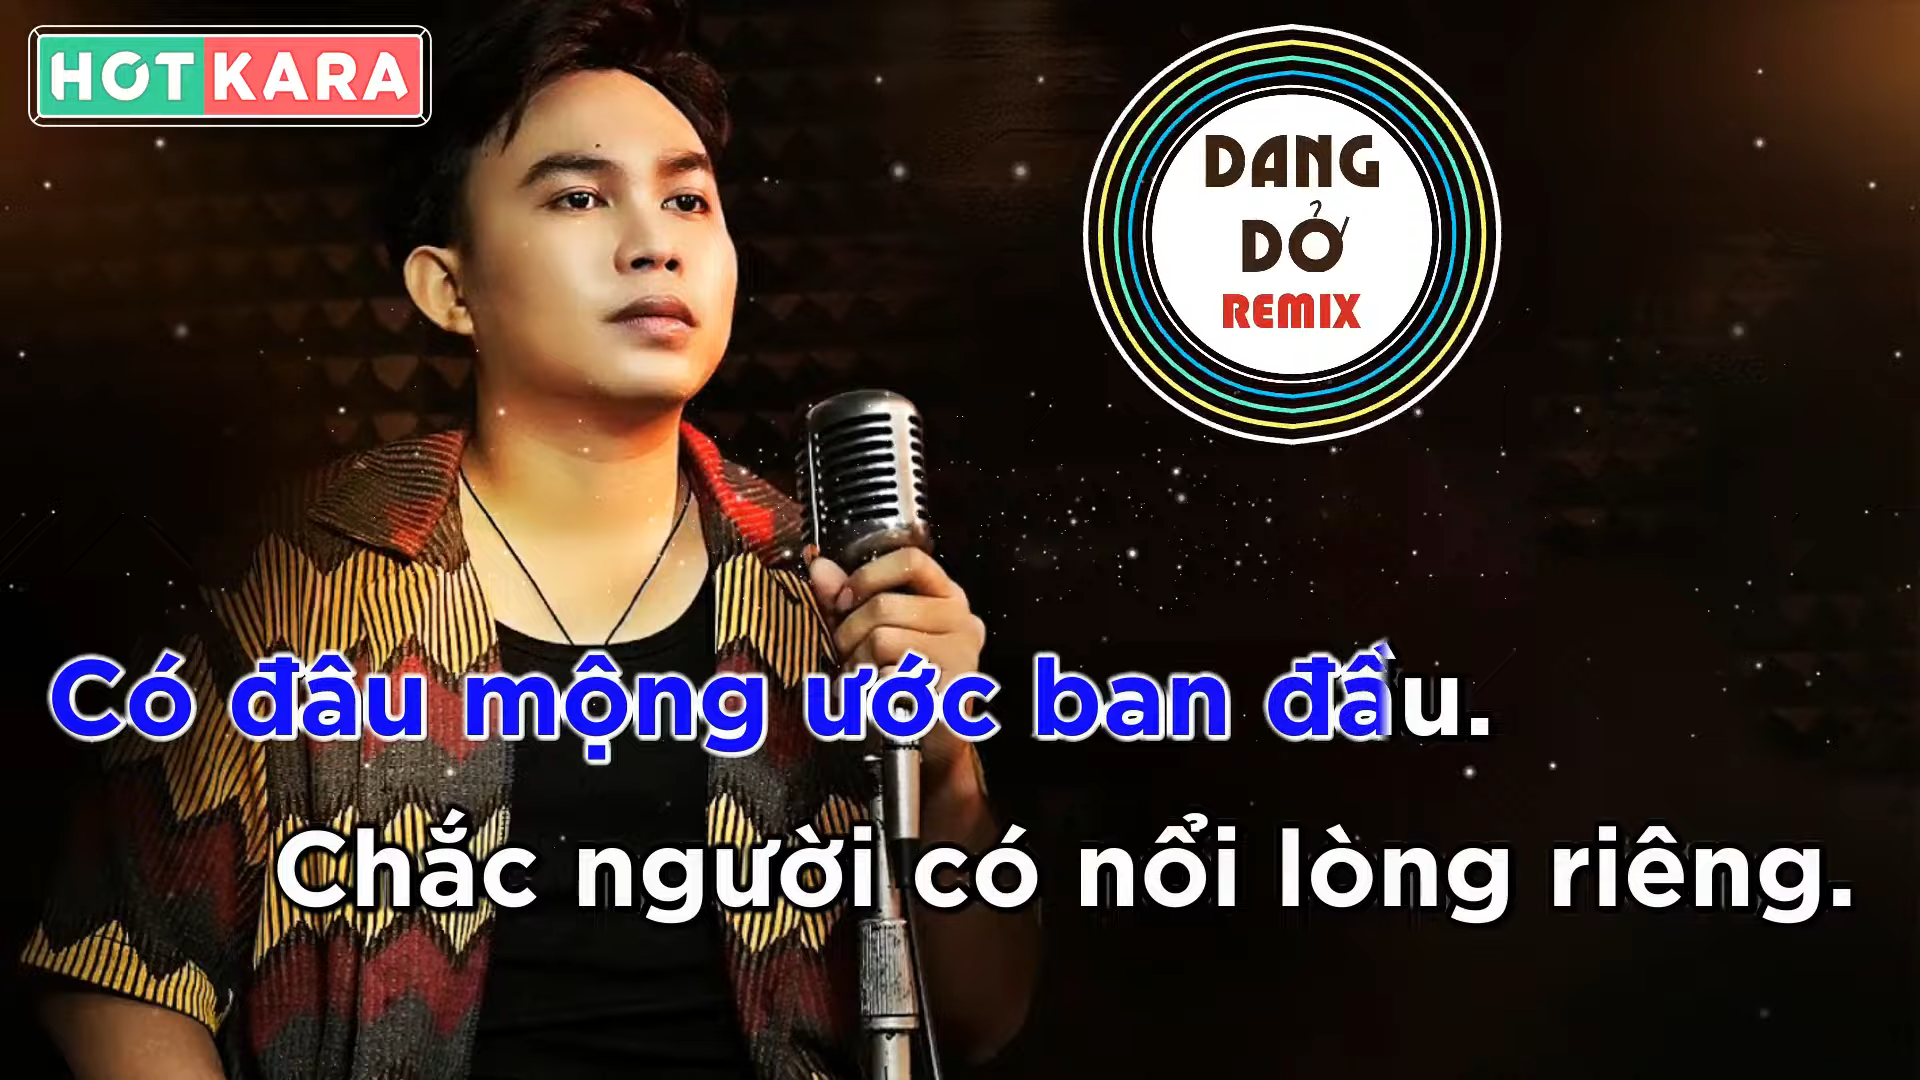 HOT KARA
DANG
DỞ
REMIX
Có đâu mộng ước ban đầu.
Chắc người có nổi lòng riêng.